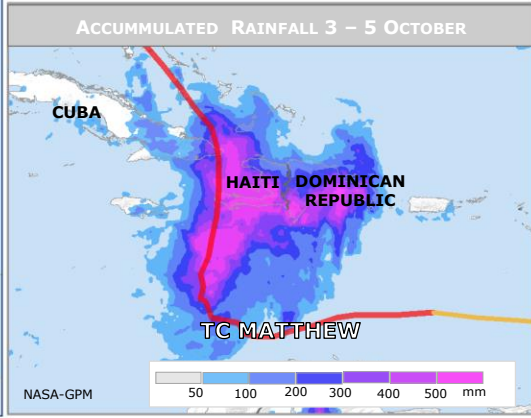 ACCUMMULATED RAINFALL 3 – 5 OCTOBER
CUBA
HAITI
DOMINICAN
REPUBLIC
TC MATTHEW
50 100 200 300 400 500 mm
NASA-GPM